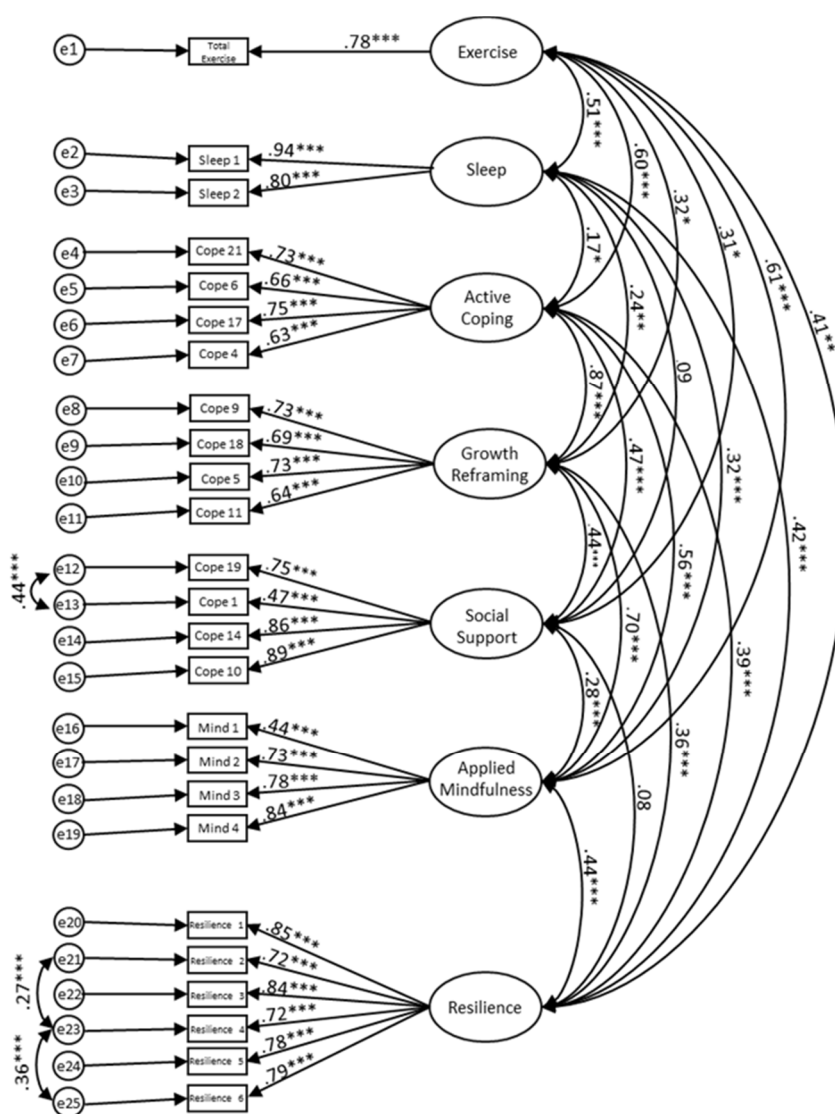 e1
Total
Exercise
.78***
Exercise
.51***
e2
Sleep 1
.94***
e3
Sleep 2
.80***
Sleep
.60***
.32*
.31*
.61***
.41**
.17*
.24**
.09
.32***
.42***
e4
Cope 21
.73***
e5
Cope 6
.66***
e6
Cope 17
.75***
e7
Cope 4
.63***
Active
Coping
.87***
.47***
.56***
.39***
e8
Cope 9
.73***
e9
Cope 18
.69***
e10
Cope 5
.73***
e11
Cope 11
.64***
Growth
Reframing
.44***
.70***
.36***
.44***
e12
Cope 19
.75***
e13
Cope 1
.47***
e14
Cope 14
.86***
e15
Cope 10
.89***
Social
Support
.28***
.08
e16
Mind 1
.44***
e17
Mind 2
.73***
e18
Mind 3
.78***
e19
Mind 4
.84***
Applied
Mindfulness
.44***
e20
Resilience 1
.85***
e21
Resilience 2
.72***
e22
Resilience 3
.84***
e23
Resilience 4
.72***
e24
Resilience 5
.78***
e25
Resilience 6
.79***
.27***
.36***
Resilience